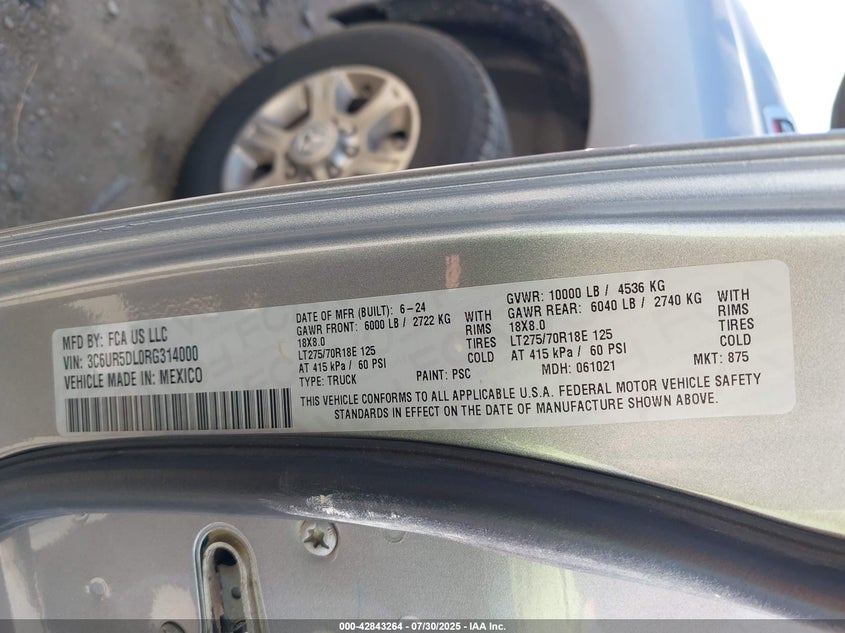 MFD BY: FCA US LLC
VIN: 3C6UR5DL0RG314000
VEHICLE MADE IN: MEXICO
DATE OF MFR (BUILT): 6-24
GAWR FRONT: 6000 LB / 2722 KG WITH
18X8.0 RIMS
LT275/70R18E 125 TIRES
AT 415 kPa / 60 PSI COLD
TYPE: TRUCK PAINT: PSC
GVWR: 10000 LB / 4536 KG
GAWR REAR: 6040 LB / 2740 KG WITH
18X8.0 RIMS
LT275/70R18E 125 TIRES
AT 415 kPa / 60 PSI COLD
MDH: 061021 MKT: 875
THIS VEHICLE CONFORMS TO ALL APPLICABLE U.S.A. FEDERAL MOTOR VEHICLE SAFETY
STANDARDS IN EFFECT ON THE DATE OF MANUFACTURE SHOWN ABOVE.
000-42843264 - 07/30/2025 - IAA Inc.